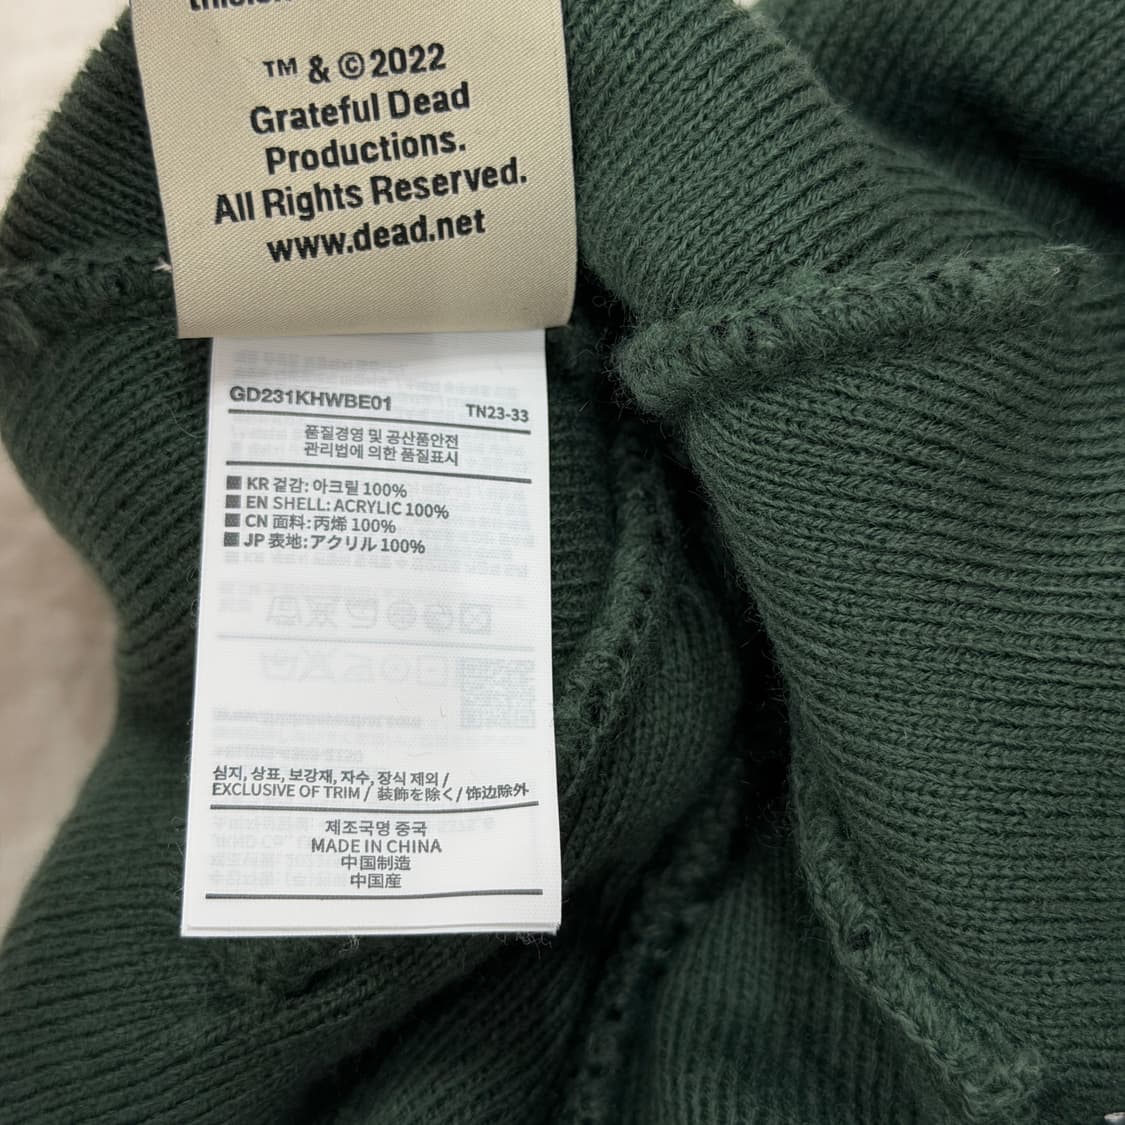 ™ & © 2022
Grateful Dead
Productions.
All Rights Reserved.
www.dead.net
GD231KHWBE01
TN23-33
품질경영 및 공산품안전
관리법에 의한 품질표시
KR 겉감: 아크릴 100%
EN SHELL: ACRYLIC 100%
CN 面料: 丙烯 100%
JP 表地: アクリル 100%
심지, 상표, 보강재, 자수, 장식 제외 /
EXCLUSIVE OF TRIM / 装飾を除く / 饰边除外
제조국명 중국
MADE IN CHINA
中国制造
中国産